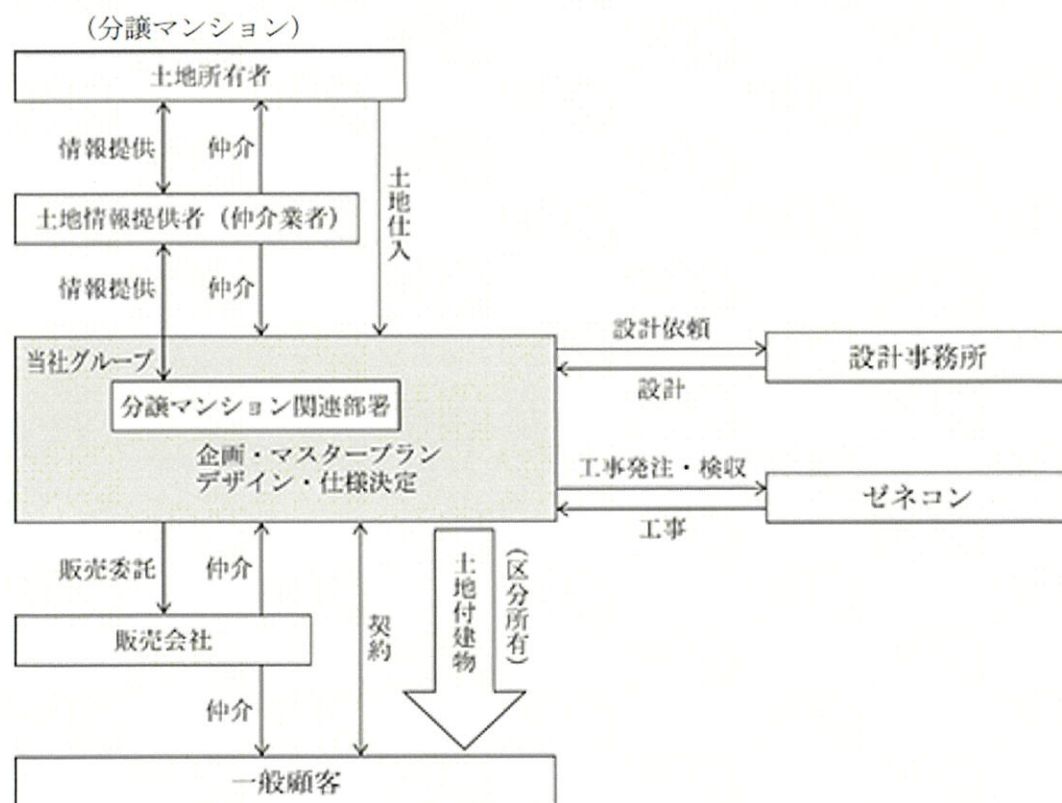 (分譲マンション)
土地所有者
情報提供
仲介
土地仕入
土地情報提供者(仲介業者)
情報提供
仲介
当社グループ
分譲マンション関連部署
企画・マスタープラン
デザイン・仕様決定
設計依頼
設計
設計事務所
工事発注・検収
工事
ゼネコン
販売委託
仲介
契約
土地付建物
(区分所有)
販売会社
仲介
一般顧客